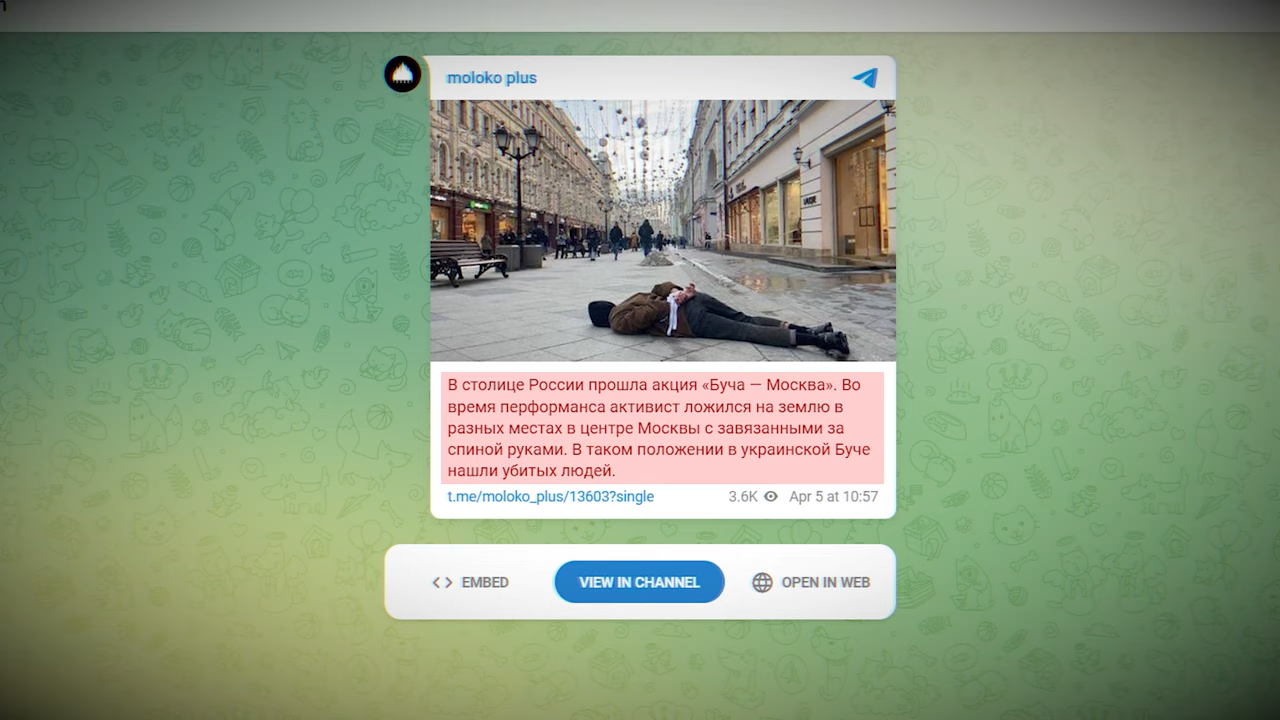 moloko plus
В столице России прошла акция «Буча — Москва». Во
время перформанса активист ложился на землю в
разных местах в центре Москвы с завязанными за
спиной руками. В таком положении в украинской Буче
нашли убитых людей.
t.me/moloko_plus/13603?single 3.6K Apr 5 at 10:57
EMBED VIEW IN CHANNEL OPEN IN WEB